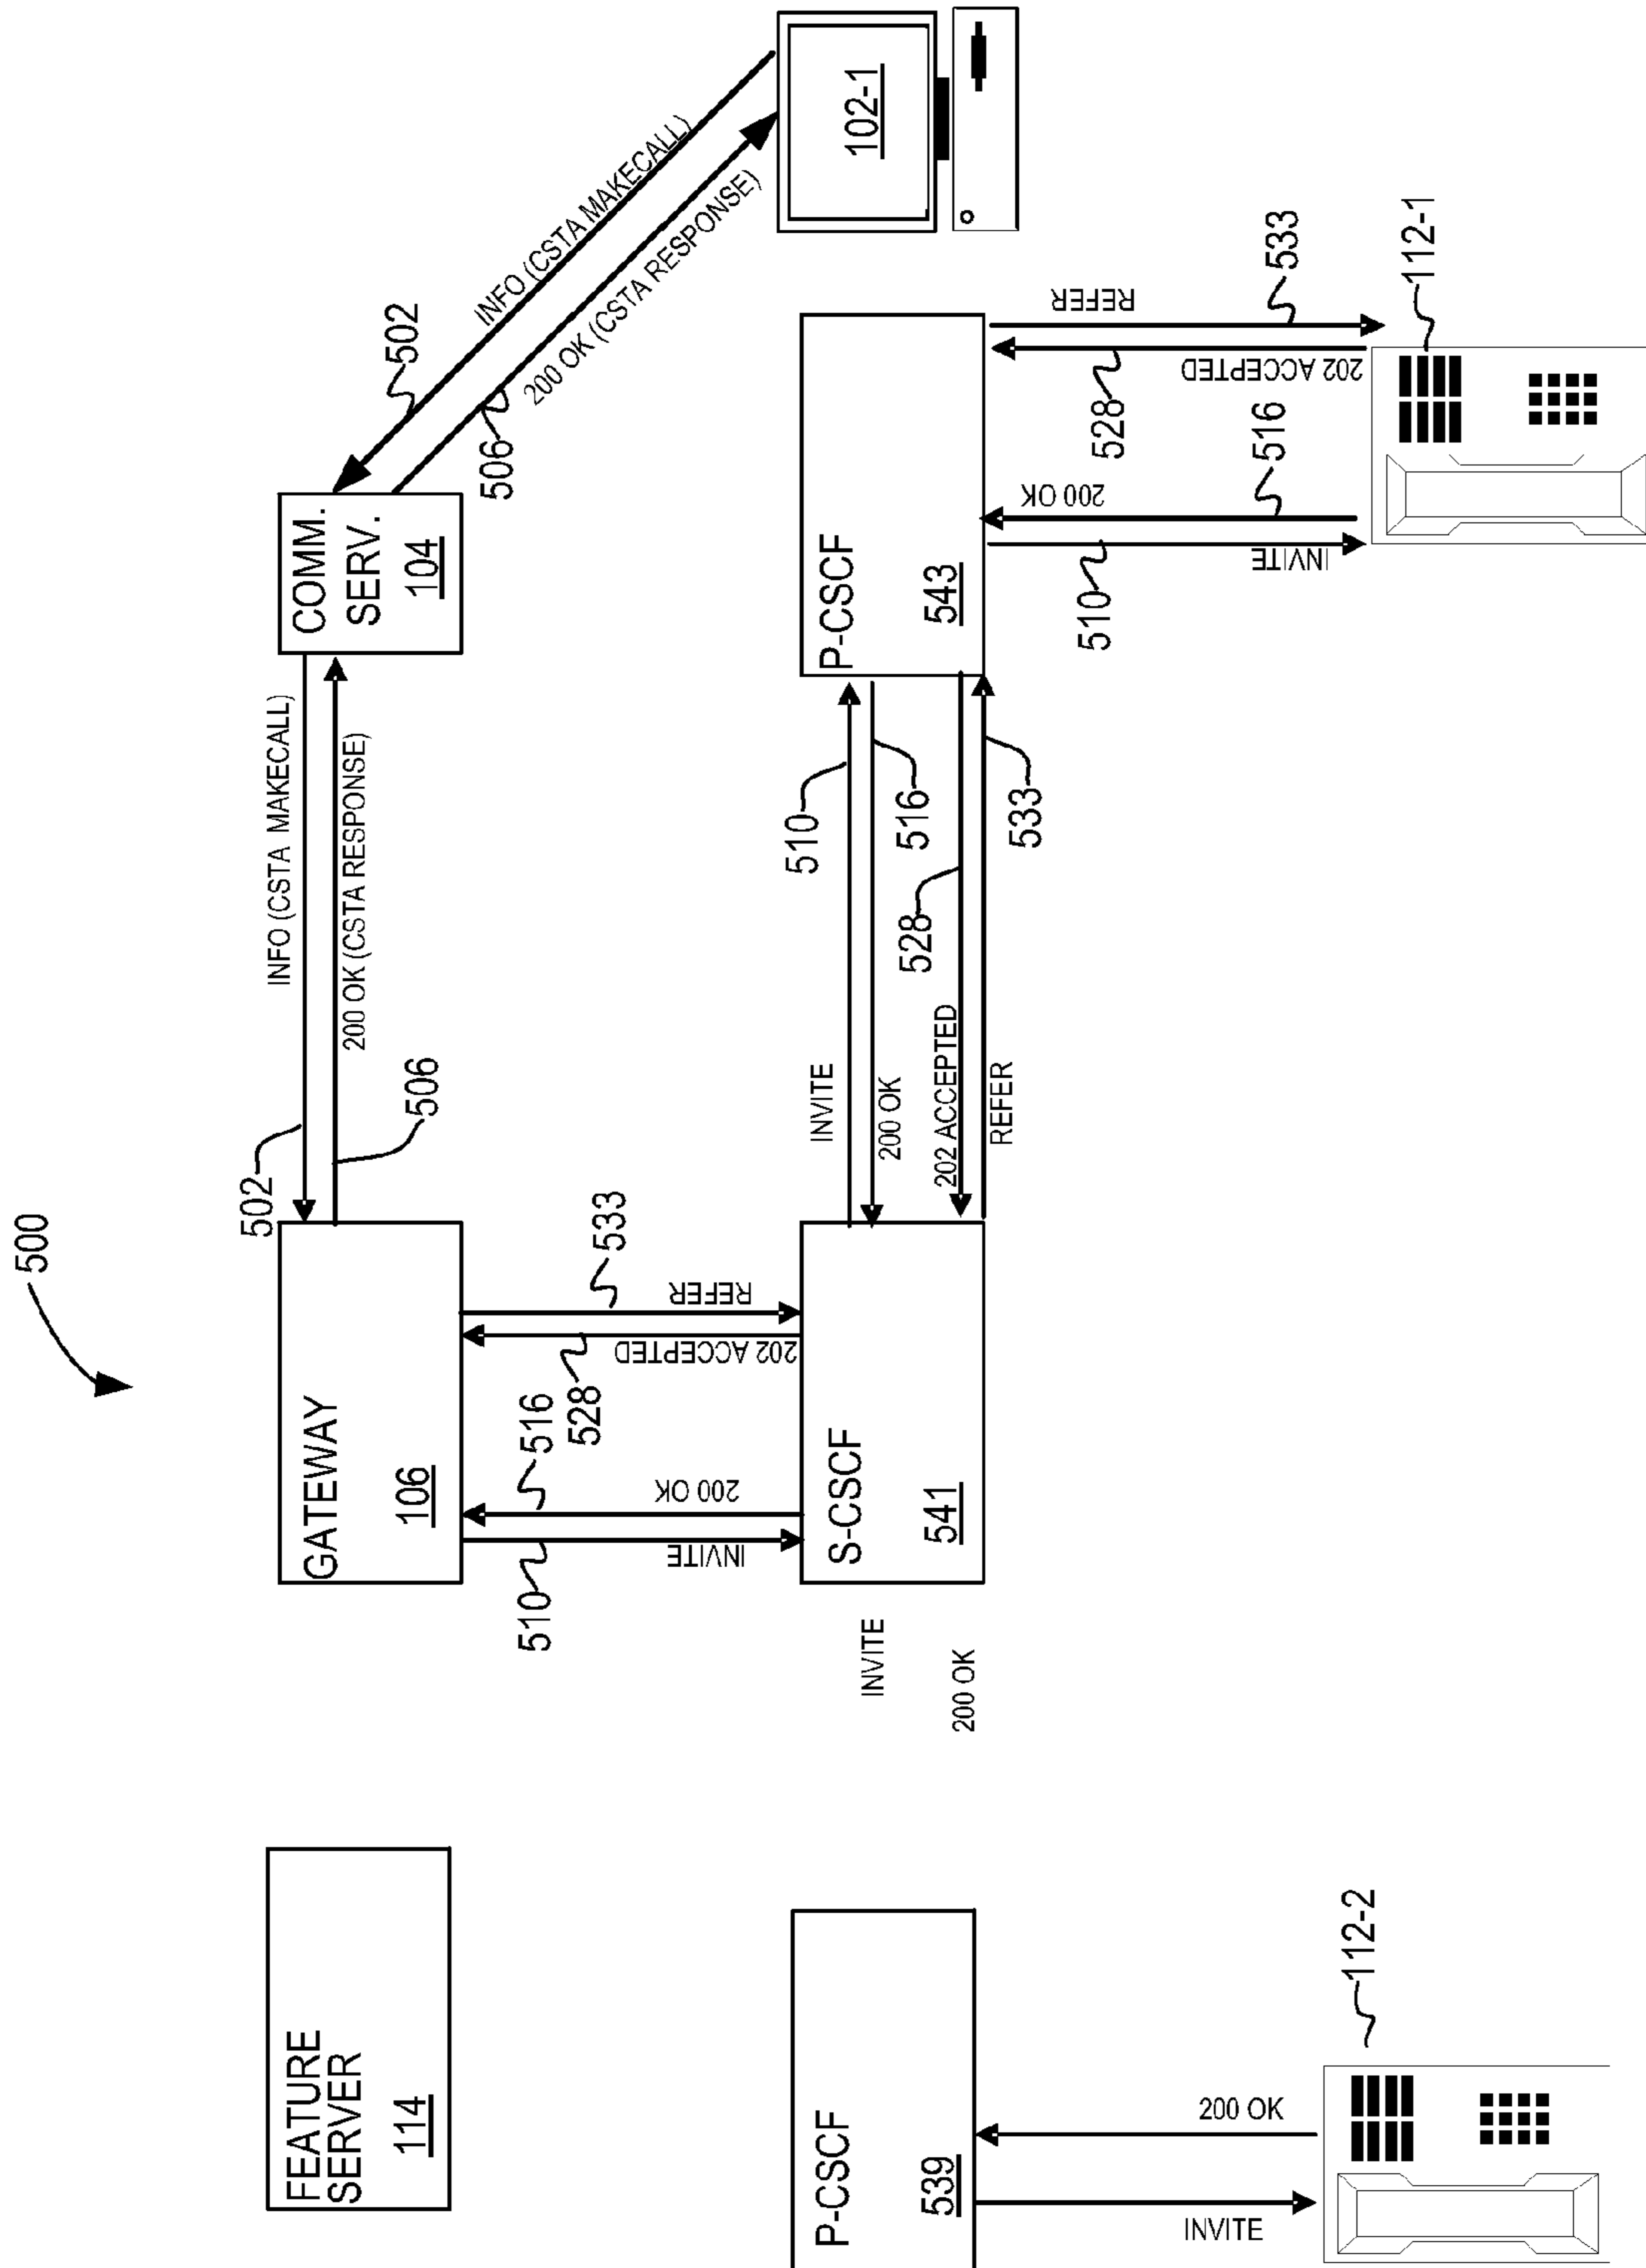 500
FEATURE
SERVER
114
GATEWAY
106
502
INFO (CSTA MAKECALL)
200 OK (CSTA RESPONSE)
506
COMM.
SERV.
104
502
INFO (CSTA MAKECALL)
506
200 OK (CSTA RESPONSE)
102-1
510
INVITE
516
200 OK
528
202 ACCEPTED
533
REFER
P-CSCF
539
INVITE
200 OK
S-CSCF
541
INVITE
510
200 OK
516
202 ACCEPTED
528
REFER
533
P-CSCF
543
INVITE
200 OK
112-2
510
INVITE
516
200 OK
528
202 ACCEPTED
533
REFER
112-1